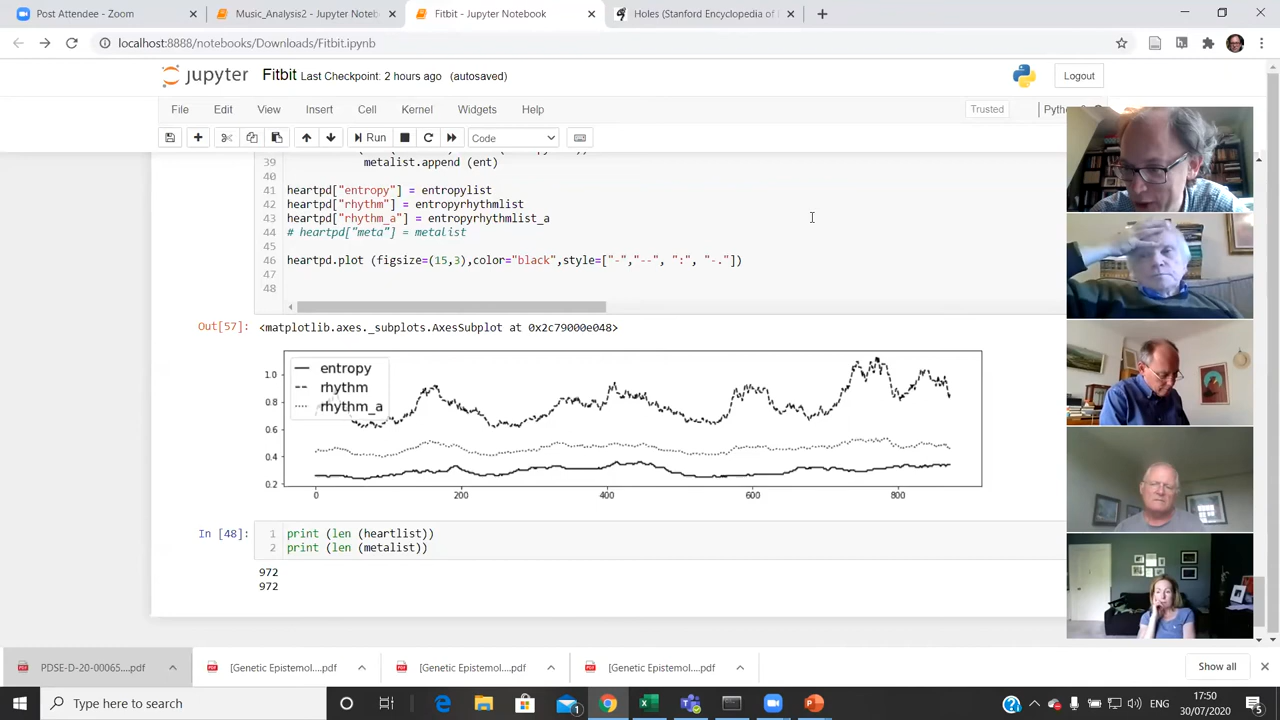 Post Attendee - Zoom
Music_Analysis2 - Jupyter Notebook
Fitbit - Jupyter Notebook
Holes (Stanford Encyclopedia of
localhost:8888/notebooks/Downloads/Fitbit.ipynb
jupyter Fitbit Last Checkpoint: 2 hours ago (autosaved)
Logout
File Edit View Insert Cell Kernel Widgets Help
Trusted
Run Code
39 metalist.append (ent)
40
41 heartpd["entropy"] = entropylist
42 heartpd["rhythm"] = entropyrhythmlist
43 heartpd["rhythm_a"] = entropyrhythmlist_a
44 # heartpd["meta"] = metalist
45
46 heartpd.plot (figsize=(15,3),color="black",style=["-","--", ":", "-."])
47
48
Out[57]: <matplotlib.axes._subplots.AxesSubplot at 0x2c79000e048>
entropy
rhythm
rhythm_a
1.0
0.8
0.6
0.4
0.2
0 200 400 600 800
In [48]: 1 print (len (heartlist))
2 print (len (metalist))
972
972
PDSE-D-20-00065....pdf
[Genetic Epistemol....pdf
[Genetic Epistemol....pdf
[Genetic Epistemol....pdf
Show all
Type here to search
ENG
17:50
30/07/2020